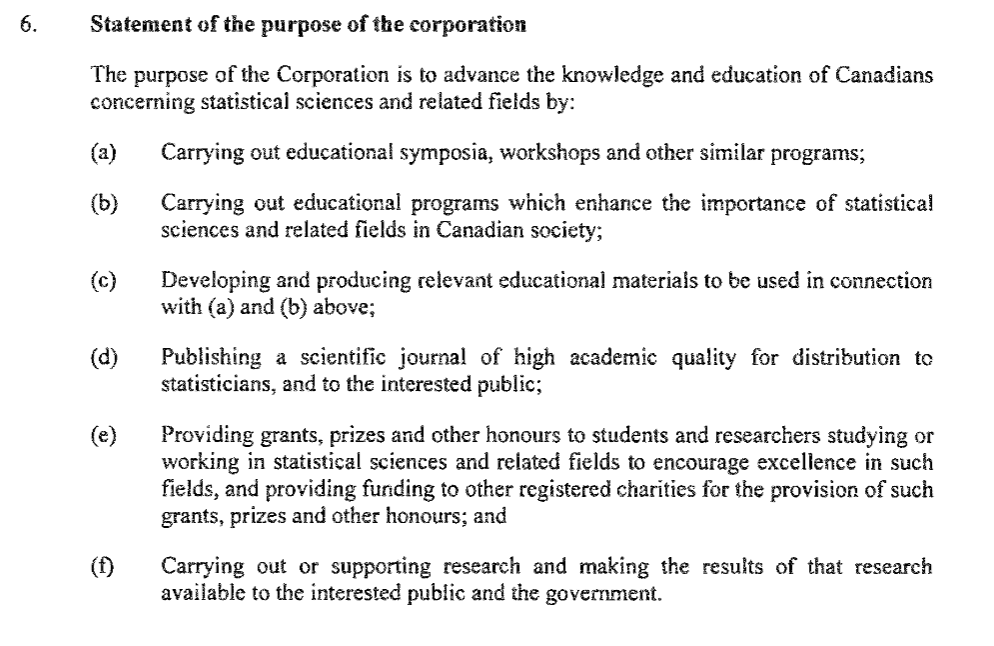 6. Statement of the purpose of the corporation
The purpose of the Corporation is to advance the knowledge and education of Canadians
concerning statistical sciences and related fields by:
(a) Carrying out educational symposia, workshops and other similar programs;
(b) Carrying out educational programs which enhance the importance of statistical
sciences and related fields in Canadian society;
(c) Developing and producing relevant educational materials to be used in connection
with (a) and (b) above;
(d) Publishing a scientific journal of high academic quality for distribution to
statisticians, and to the interested public;
(e) Providing grants, prizes and other honours to students and researchers studying or
working in statistical sciences and related fields to encourage excellence in such
fields, and providing funding to other registered charities for the provision of such
grants, prizes and other honours; and
(f) Carrying out or supporting research and making the results of that research
available to the interested public and the government.